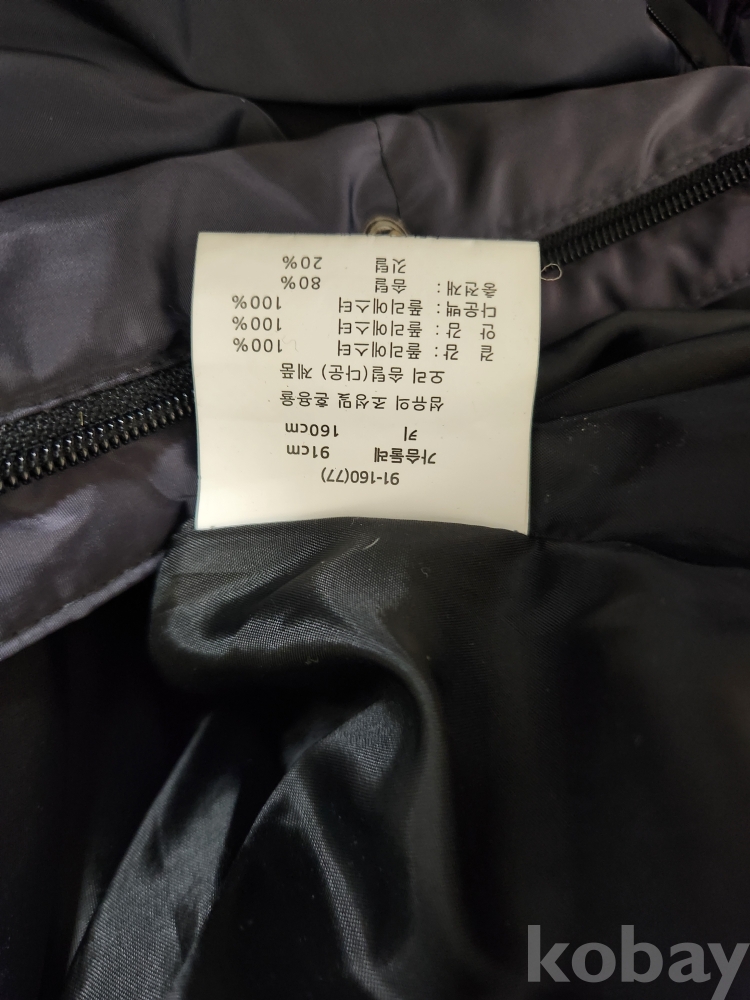 91-160(77)
가슴둘레 91cm
키 160cm
섬유의 조성및 혼용율
오리 솜털(다운) 제품
겉 감 : 폴리에스터 100%
안 감 : 폴리에스터 100%
다운백 : 폴리에스터 100%
충전재 : 솜털 80%
깃털 20%
kobay